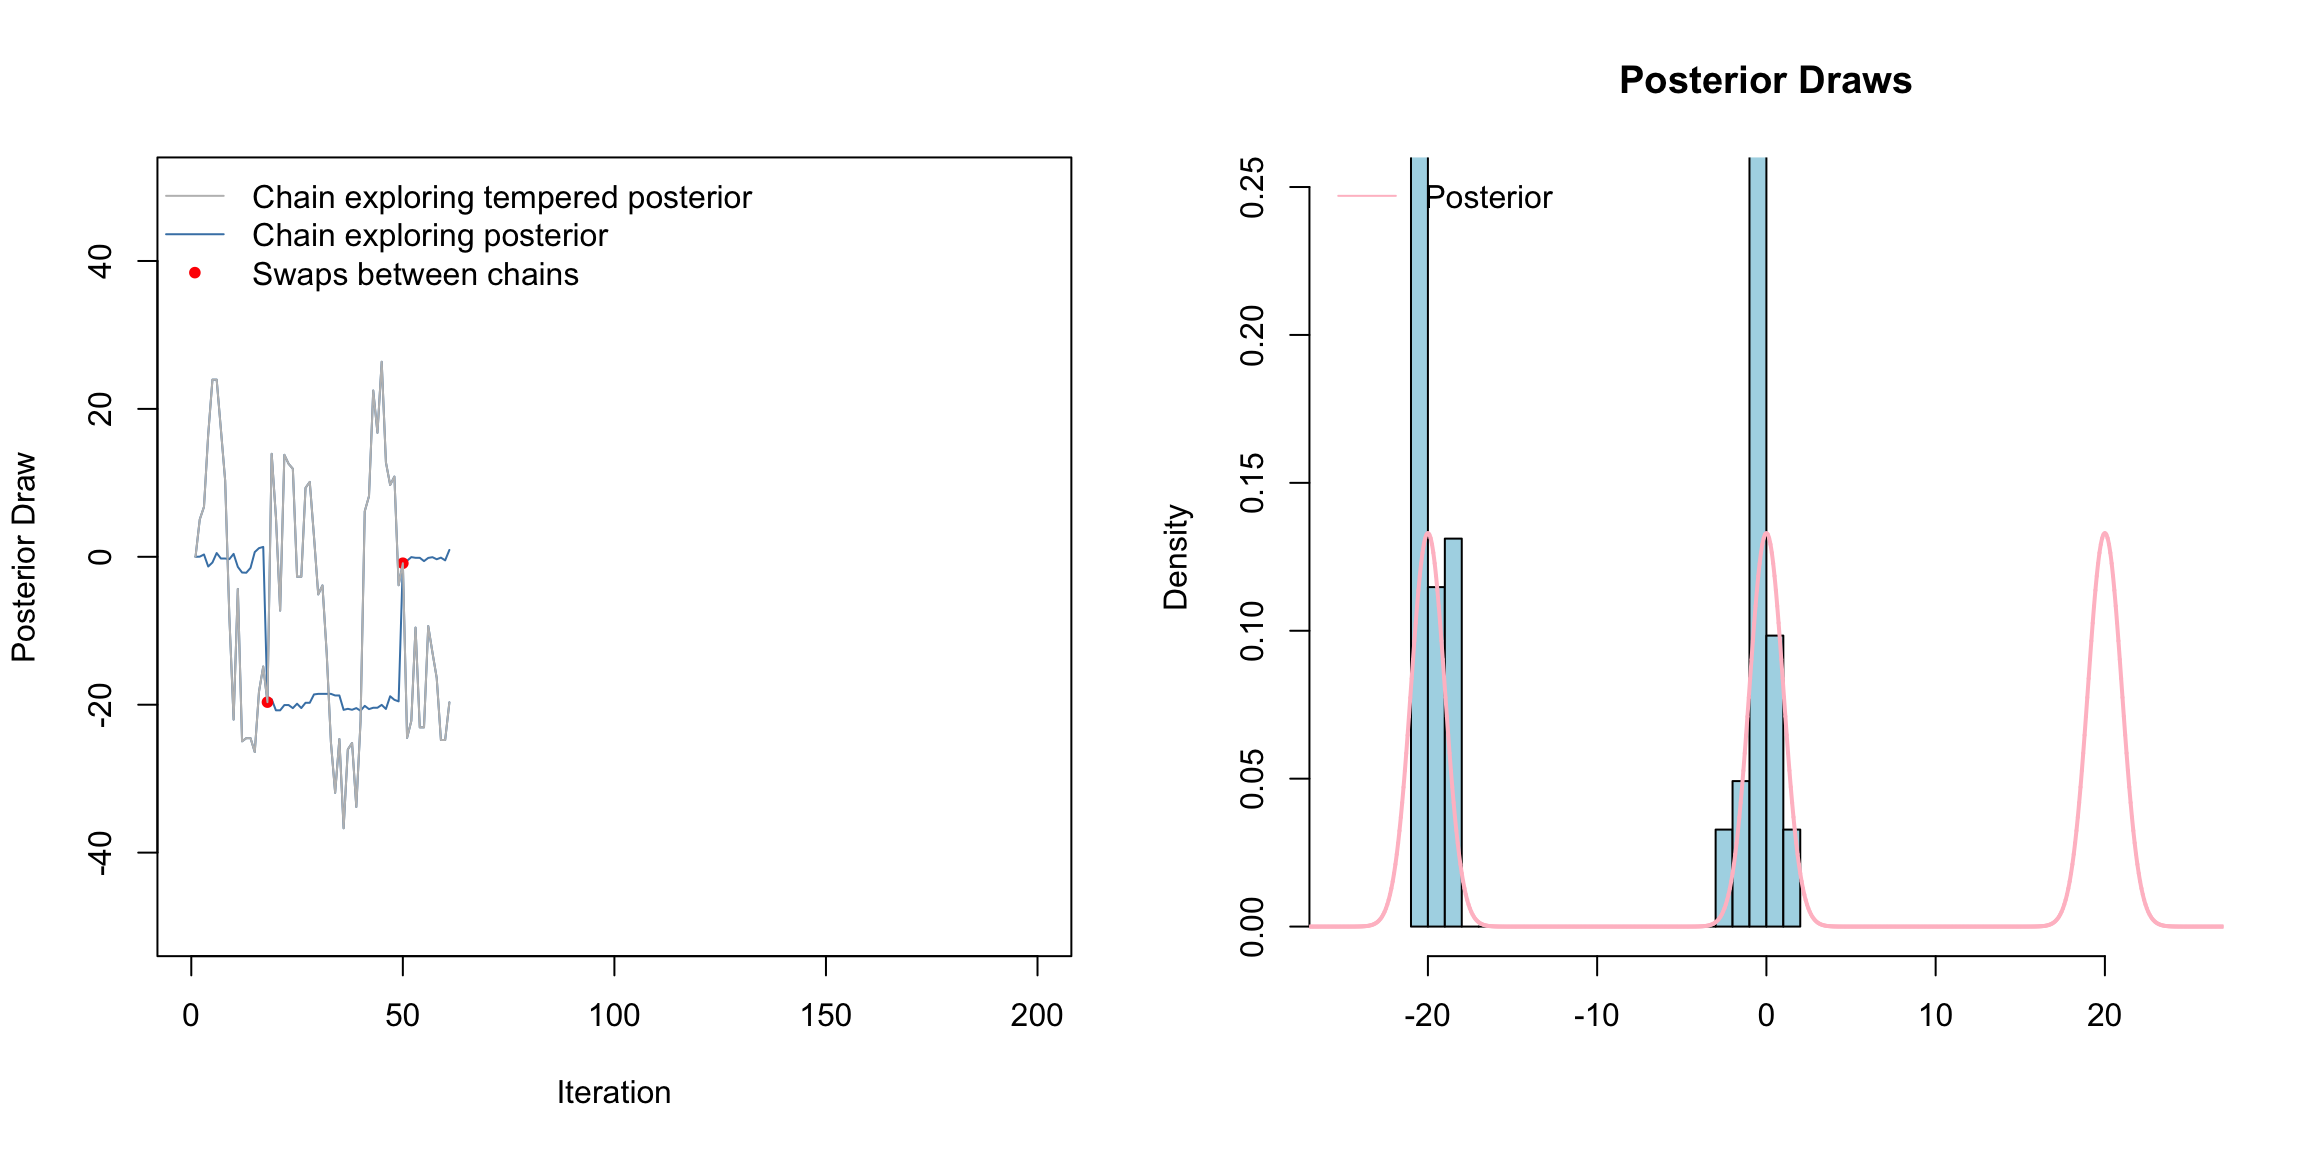 Chain exploring tempered posterior
Chain exploring posterior
Swaps between chains
Posterior Draw
40
20
0
-20
-40
0 50 100 150 200
Iteration
Posterior Draws
Posterior
Density
0.25
0.20
0.15
0.10
0.05
0.00
-20 -10 0 10 20